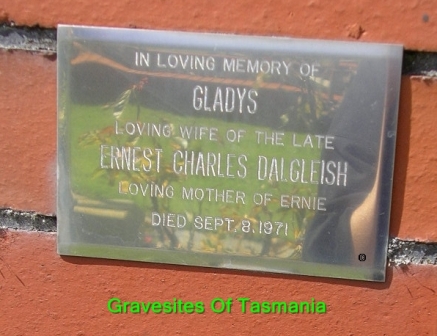 IN LOVING MEMORY OF
GLADYS
LOVING WIFE OF THE LATE
ERNEST CHARLES DALGLEISH
LOVING MOTHER OF ERNIE
DIED SEPT. 8, 1971
Gravesites Of Tasmania